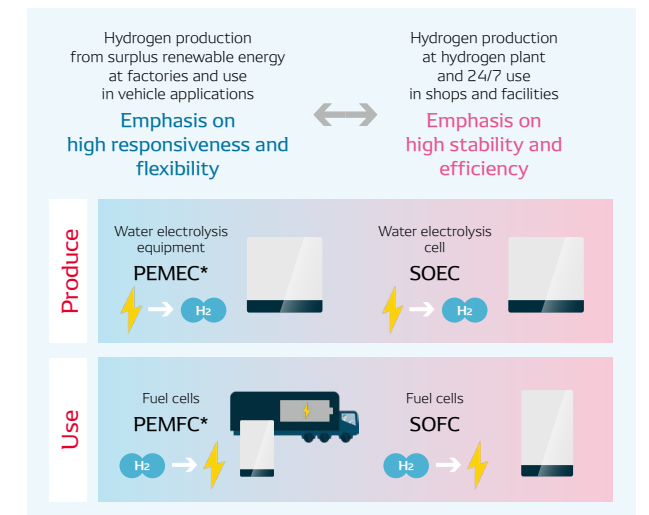 Hydrogen production
from surplus renewable energy
at factories and use
in vehicle applications
Emphasis on
high responsiveness and
flexibility
Hydrogen production
at hydrogen plant
and 24/7 use
in shops and facilities
Emphasis on
high stability and
efficiency
Produce
Water electrolysis
equipment
PEMEC*
H2
Water electrolysis
cell
SOEC
H2
Use
Fuel cells
PEMFC*
H2
Fuel cells
SOFC
H2